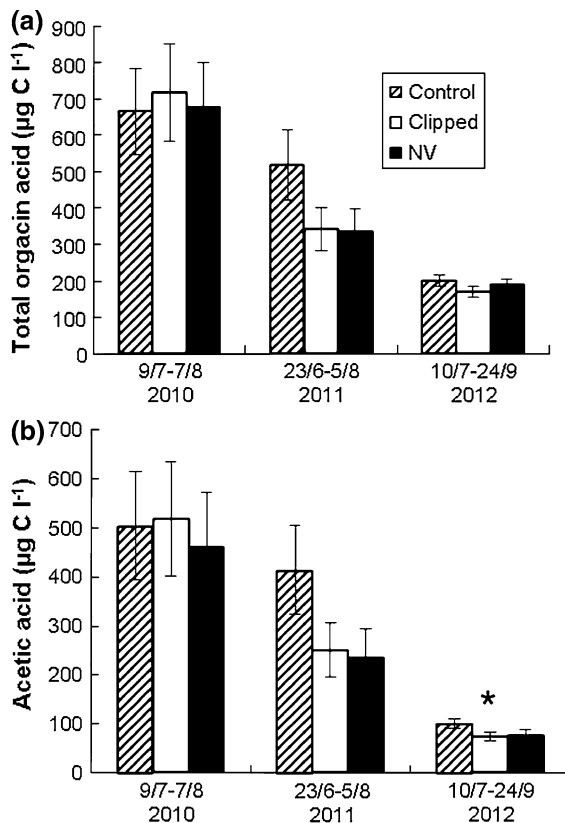 (a)
Total orgacin acid (µg C l-1)
900
800
700
600
500
400
300
200
100
0
Control
Clipped
NV
9/7-7/8 23/6-5/8 10/7-24/9
2010 2011 2012
(b)
Acetic acid (µg C l-1)
700
600
500
400
300
200
100
0
*
9/7-7/8 23/6-5/8 10/7-24/9
2010 2011 2012